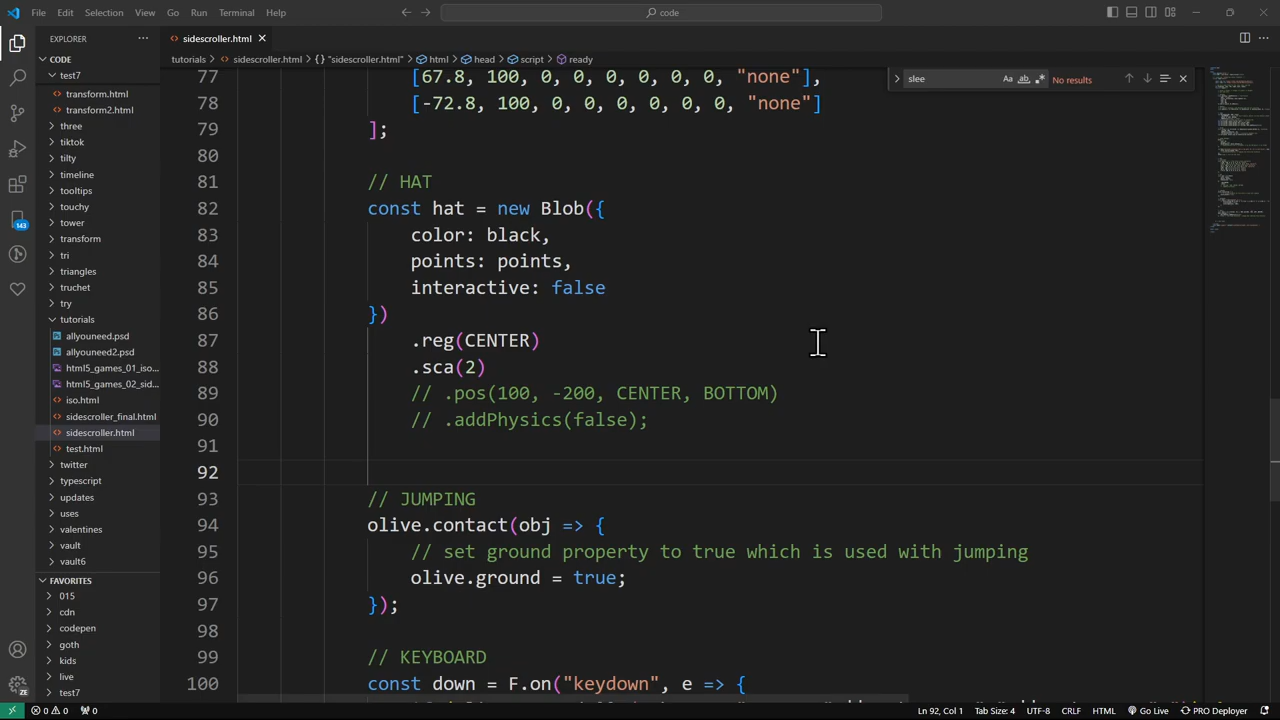 File Edit Selection View Go Run Terminal Help
code
EXPLORER
sidescroller.html
CODE
test7
transform.html
transform2.html
three
tiktok
tilty
timeline
tooltips
touchy
tower
transform
tri
triangles
truchet
try
tutorials
allyouneed.psd
allyouneed2.psd
html5_games_01_iso...
html5_games_02_sid...
iso.html
sidescroller_final.html
sidescroller.html
test.html
twitter
typescript
updates
uses
valentines
vault
vault6
FAVORITES
015
cdn
codepen
goth
kids
live
test7
143
ZE
tutorials > sidescroller.html > {} "sidescroller.html" > html > head > script > ready
slee
Aa ab .*
No results
77 [67.8, 100, 0, 0, 0, 0, 0, 0, "none"],
78 [-72.8, 100, 0, 0, 0, 0, 0, 0, "none"]
79 ];
80
81 // HAT
82 const hat = new Blob({
83 color: black,
84 points: points,
85 interactive: false
86 })
87 .reg(CENTER)
88 .sca(2)
89 // .pos(100, -200, CENTER, BOTTOM)
90 // .addPhysics(false);
91
92
93 // JUMPING
94 olive.contact(obj => {
95 // set ground property to true which is used with jumping
96 olive.ground = true;
97 });
98
99 // KEYBOARD
100 const down = F.on("keydown", e => {
0 0 0 Ln 92, Col 1 Tab Size: 4 UTF-8 CRLF HTML Go Live PRO Deployer